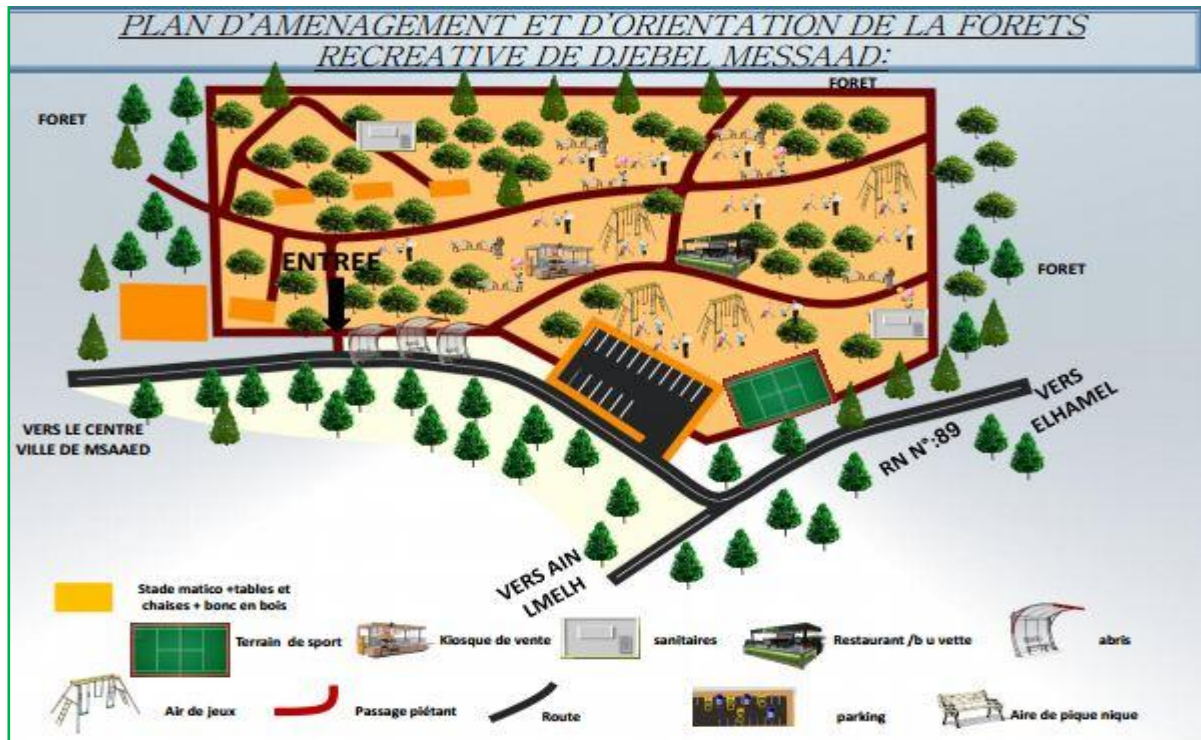 PLAN D'AMENAGEMENT ET D'ORIENTATION DE LA FORETS
RECREATIVE DE DJEBEL MESSAAD:
FORET
FORET
ENTREE
FORET
VERS LE CENTRE
VILLE DE MSAAED
VERS
ELHAMEL
RN N°:89
VERS AIN
LMELH
Stade matico +tables et
chaises + bonc en bois
Terrain de sport
Kiosque de vente
sanitaires
Restaurant /b u vette
abris
Air de jeux
Passage piétant
Route
parking
Aire de pique nique